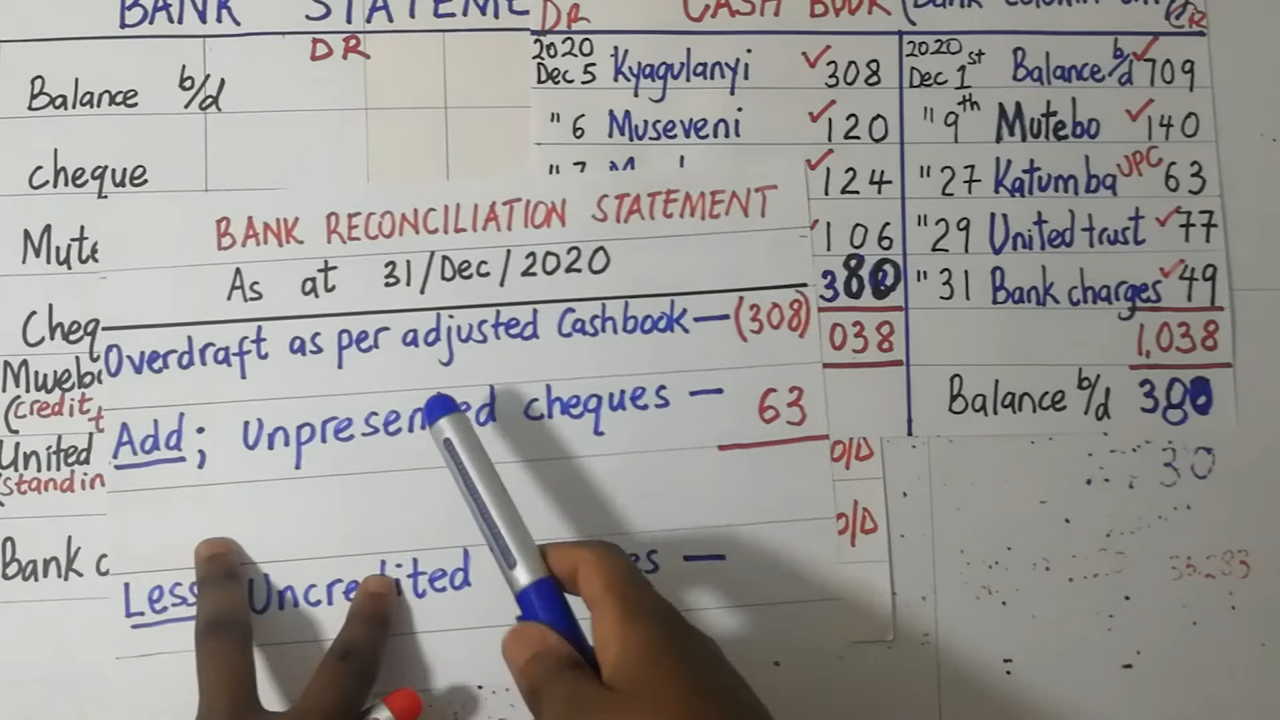 BANK STATEME
DR
Balance b/d
cheque
Cheq
(credit
United
Bank c
DR CASH BOOK
CR
2020
Dec 5 Kyagulanyi ✓308
" 6 Museveni ✓120
" 7
✓124
106
380
038
2020
Dec 1st Balance b/d ✓709
" 9th Mutebo ✓140
"27 Katumba UPC 63
"29 United trust ✓77
"31 Bank charges ✓49
1,038
Balance b/d 380
30
O/D
O/D
BANK RECONCILIATION STATEMENT
As at 31/Dec/2020
Overdraft as per adjusted Cashbook — (308)
Add; Unpresented cheques — 63
Less Uncredited —